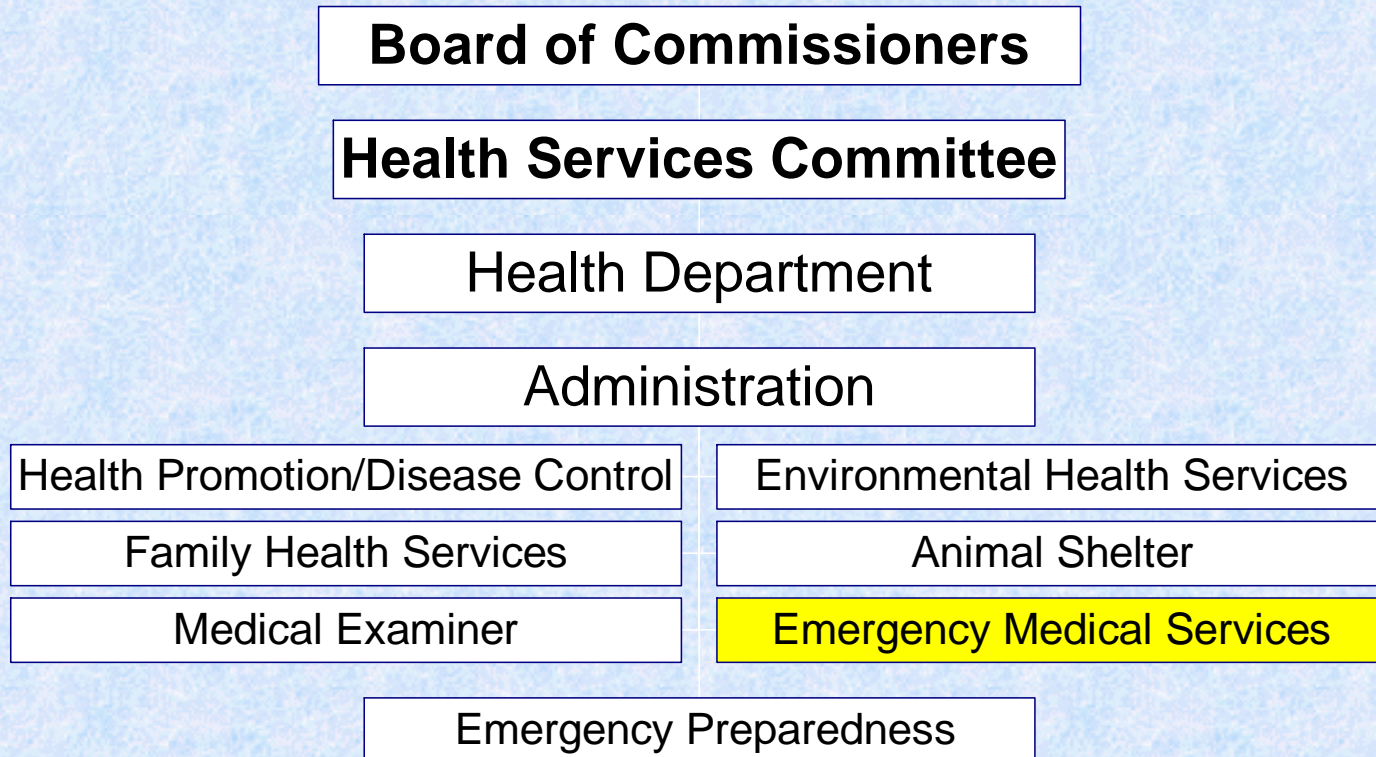 Board of Commissioners
Health Services Committee
Health Department
Administration
Health Promotion/Disease Control
Environmental Health Services
Family Health Services
Animal Shelter
Medical Examiner
Emergency Medical Services
Emergency Preparedness